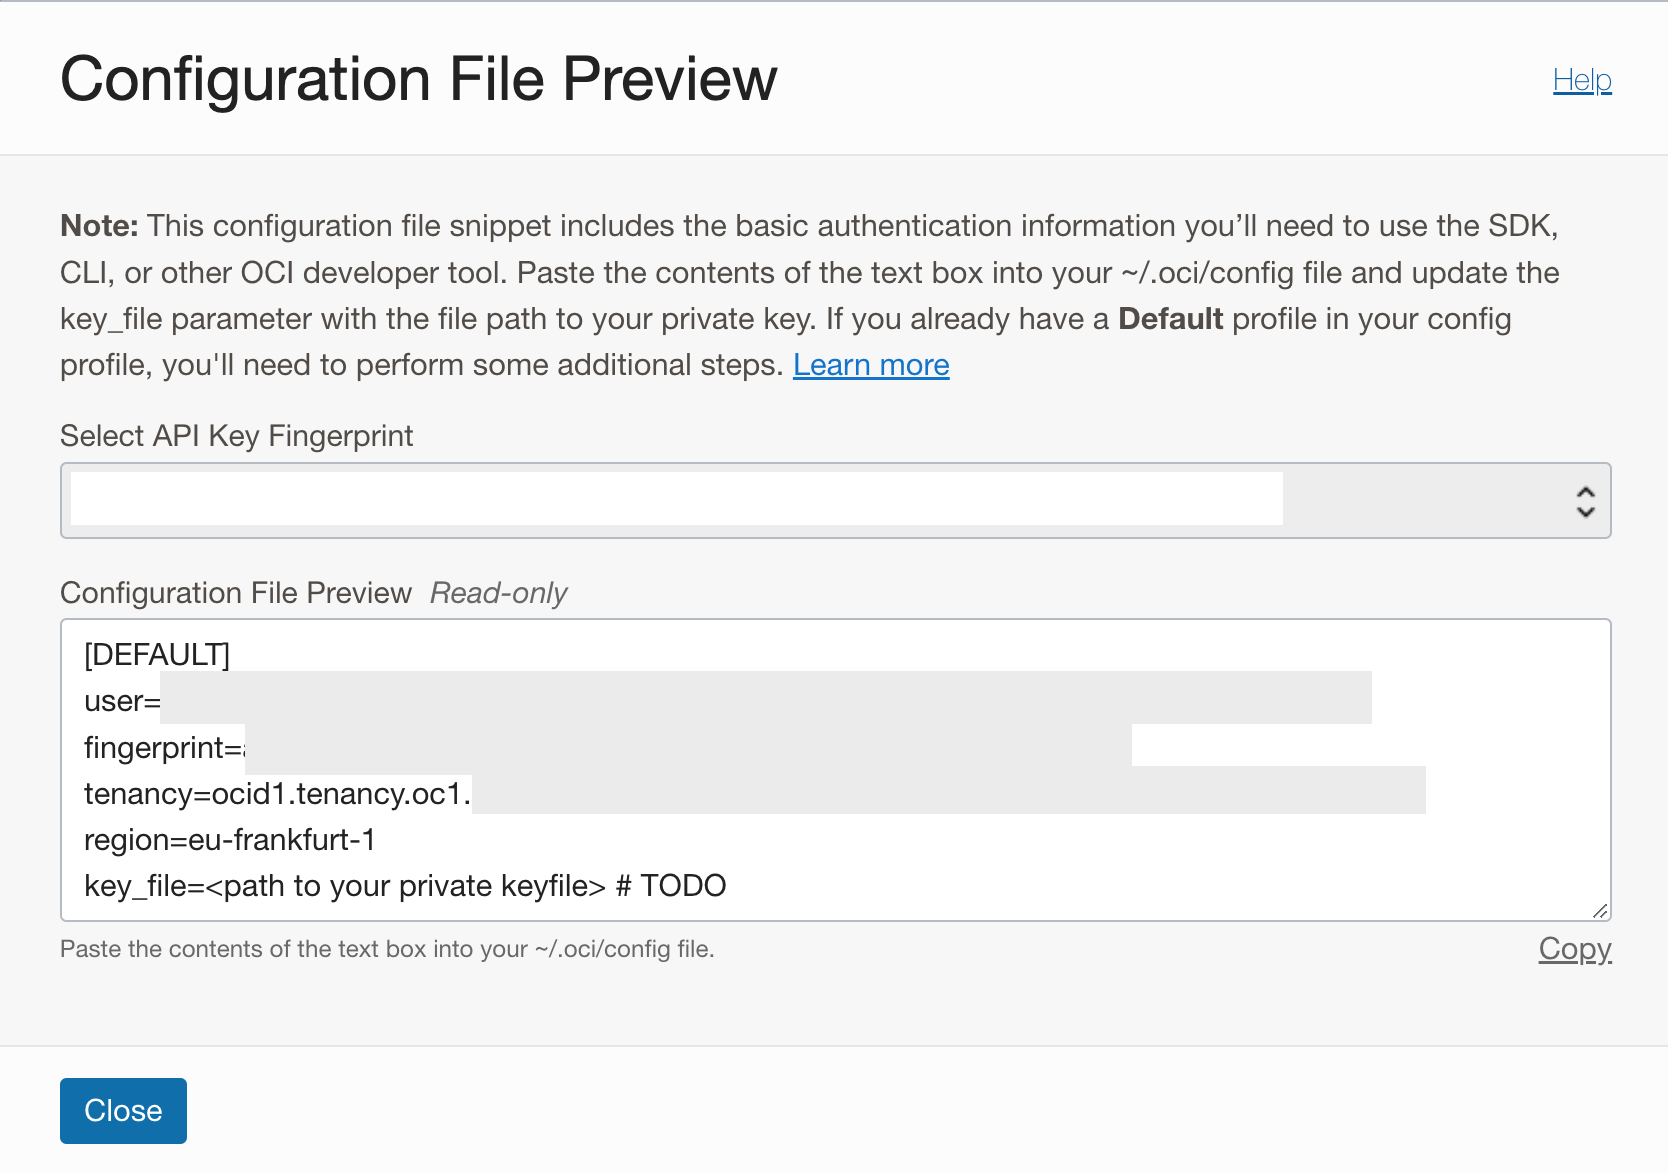 Configuration File Preview
Help
Note: This configuration file snippet includes the basic authentication information you’ll need to use the SDK,
CLI, or other OCI developer tool. Paste the contents of the text box into your ~/.oci/config file and update the
key_file parameter with the file path to your private key. If you already have a Default profile in your config
profile, you'll need to perform some additional steps. Learn more
Select API Key Fingerprint
Configuration File Preview Read-only
[DEFAULT]
user=
fingerprint=
tenancy=ocid1.tenancy.oc1.
region=eu-frankfurt-1
key_file=<path to your private keyfile> # TODO
Paste the contents of the text box into your ~/.oci/config file.
Copy
Close